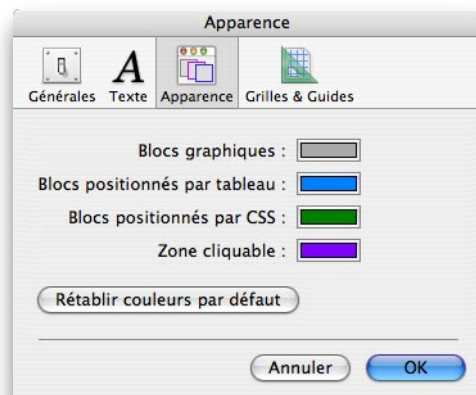 Apparence
Générales Texte Apparence Grilles & Guides
Blocs graphiques :
Blocs positionnés par tableau :
Blocs positionnés par CSS :
Zone cliquable :
Rétablir couleurs par défaut
Annuler OK